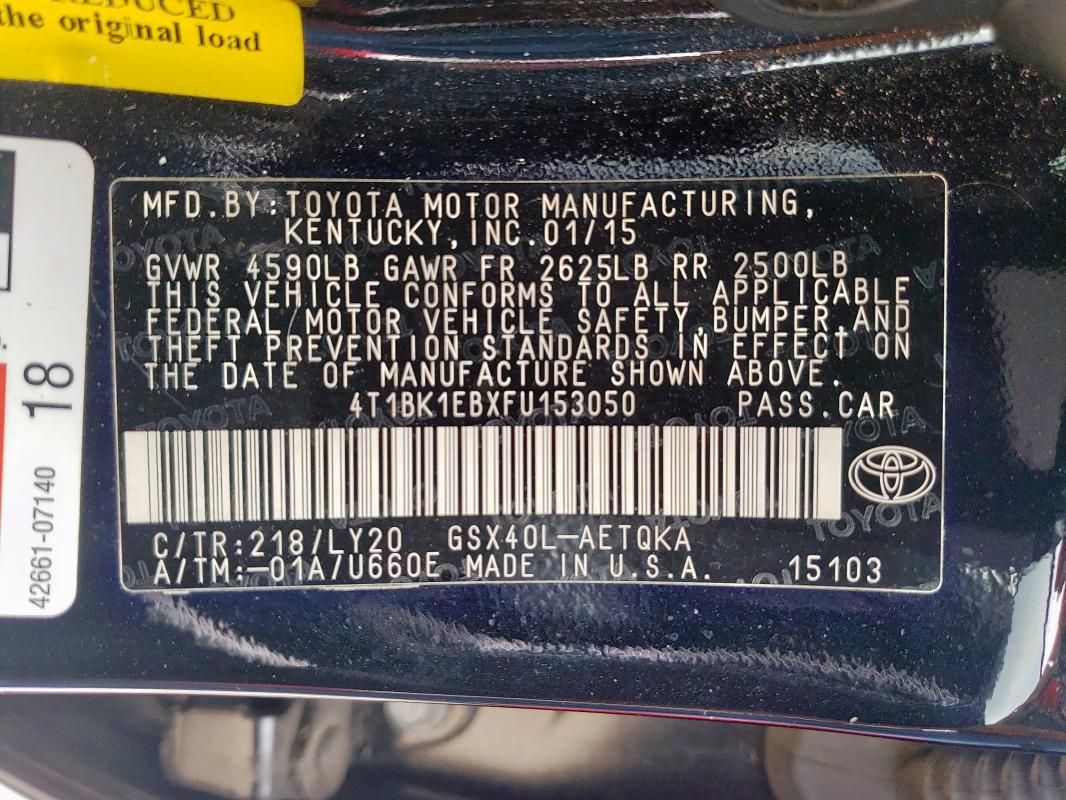 REDUCED
the original load
18
42661-07140
MFD.BY:TOYOTA MOTOR MANUFACTURING,
KENTUCKY,INC.01/15
GVWR 4590LB GAWR FR 2625LB RR 2500LB
THIS VEHICLE CONFORMS TO ALL APPLICABLE
FEDERAL MOTOR VEHICLE SAFETY,BUMPER,AND
THEFT PREVENTION STANDARDS IN EFFECT ON
THE DATE OF MANUFACTURE SHOWN ABOVE.
4T1BK1EBXFU153050 PASS.CAR
C/TR:218/LY20 GSX40L-AETQKA
A/TM:-01A/U660E MADE IN U.S.A. 15103